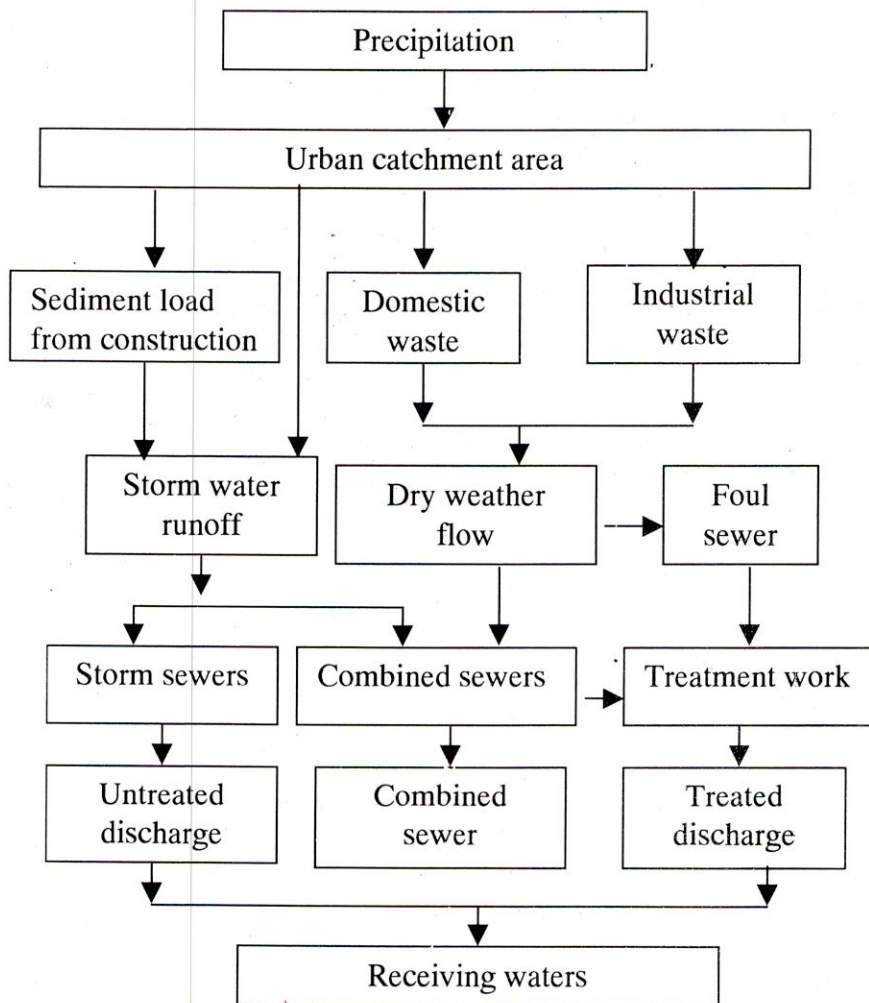 Precipitation
Urban catchment area
Sediment load
from construction
Domestic
waste
Industrial
waste
Storm water
runoff
Dry weather
flow
Foul
sewer
Storm sewers
Combined sewers
Treatment work
Untreated
discharge
Combined
sewer
Treated
discharge
Receiving waters